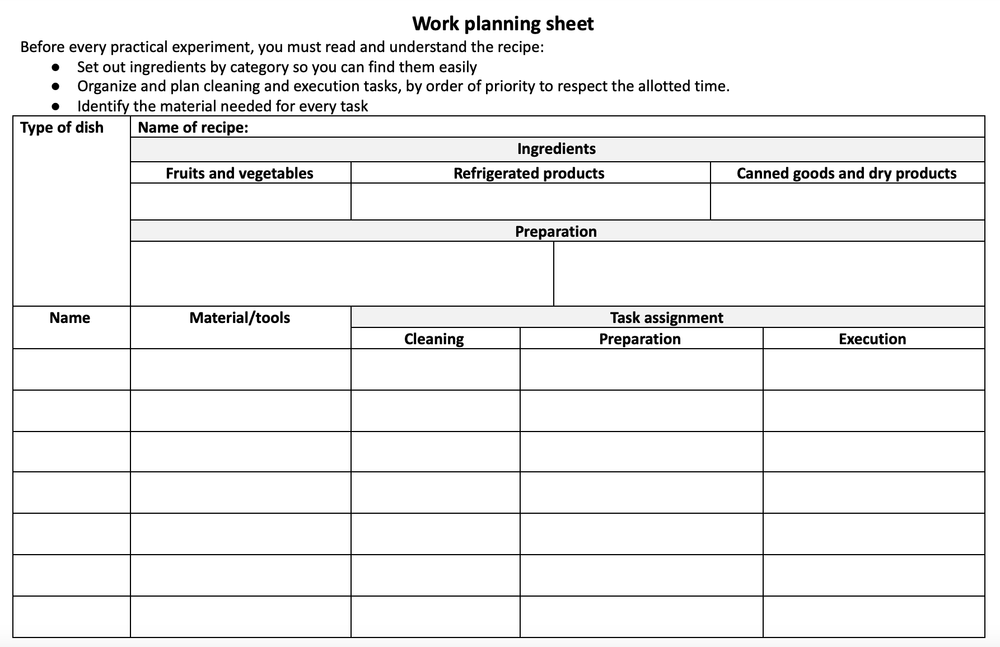 Work planning sheet
Before every practical experiment, you must read and understand the recipe:
● Set out ingredients by category so you can find them easily
● Organize and plan cleaning and execution tasks, by order of priority to respect the allotted time.
● Identify the material needed for every task
Type of dish
Name of recipe:
Ingredients
Fruits and vegetables
Refrigerated products
Canned goods and dry products
Preparation
Name
Material/tools
Task assignment
Cleaning
Preparation
Execution